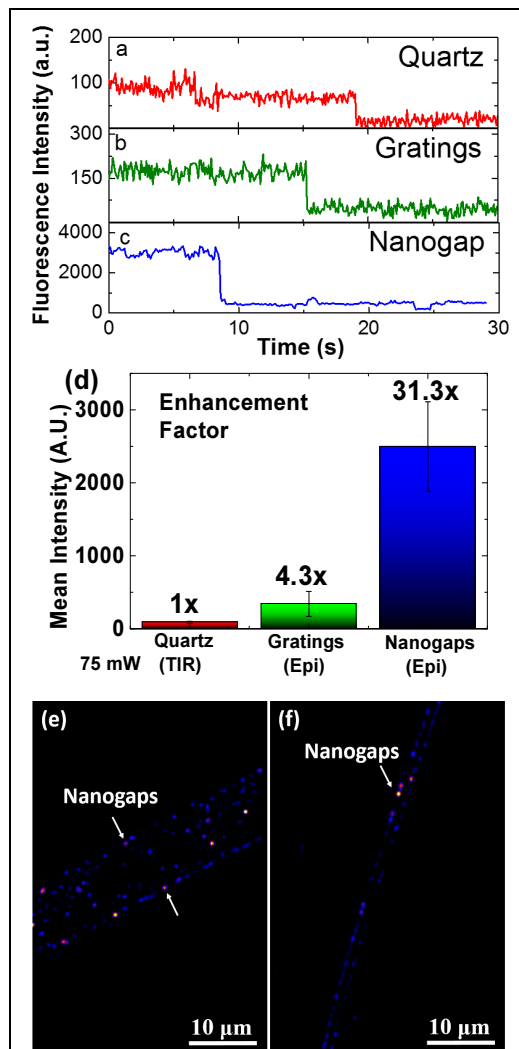 Fluorescence Intensity (a.u.)
200
100
0
a
Quartz
300
150
b
Gratings
4000
3000
2000
0
c
Nanogap
0 10 20 30
Time (s)
(d)
Mean Intensity (A.U.)
3000
2000
1000
0
Enhancement
Factor
1x
4.3x
31.3x
75 mW
Quartz
(TIR)
Gratings
(Epi)
Nanogaps
(Epi)
(e)
Nanogaps
10 µm
(f)
Nanogaps
10 µm